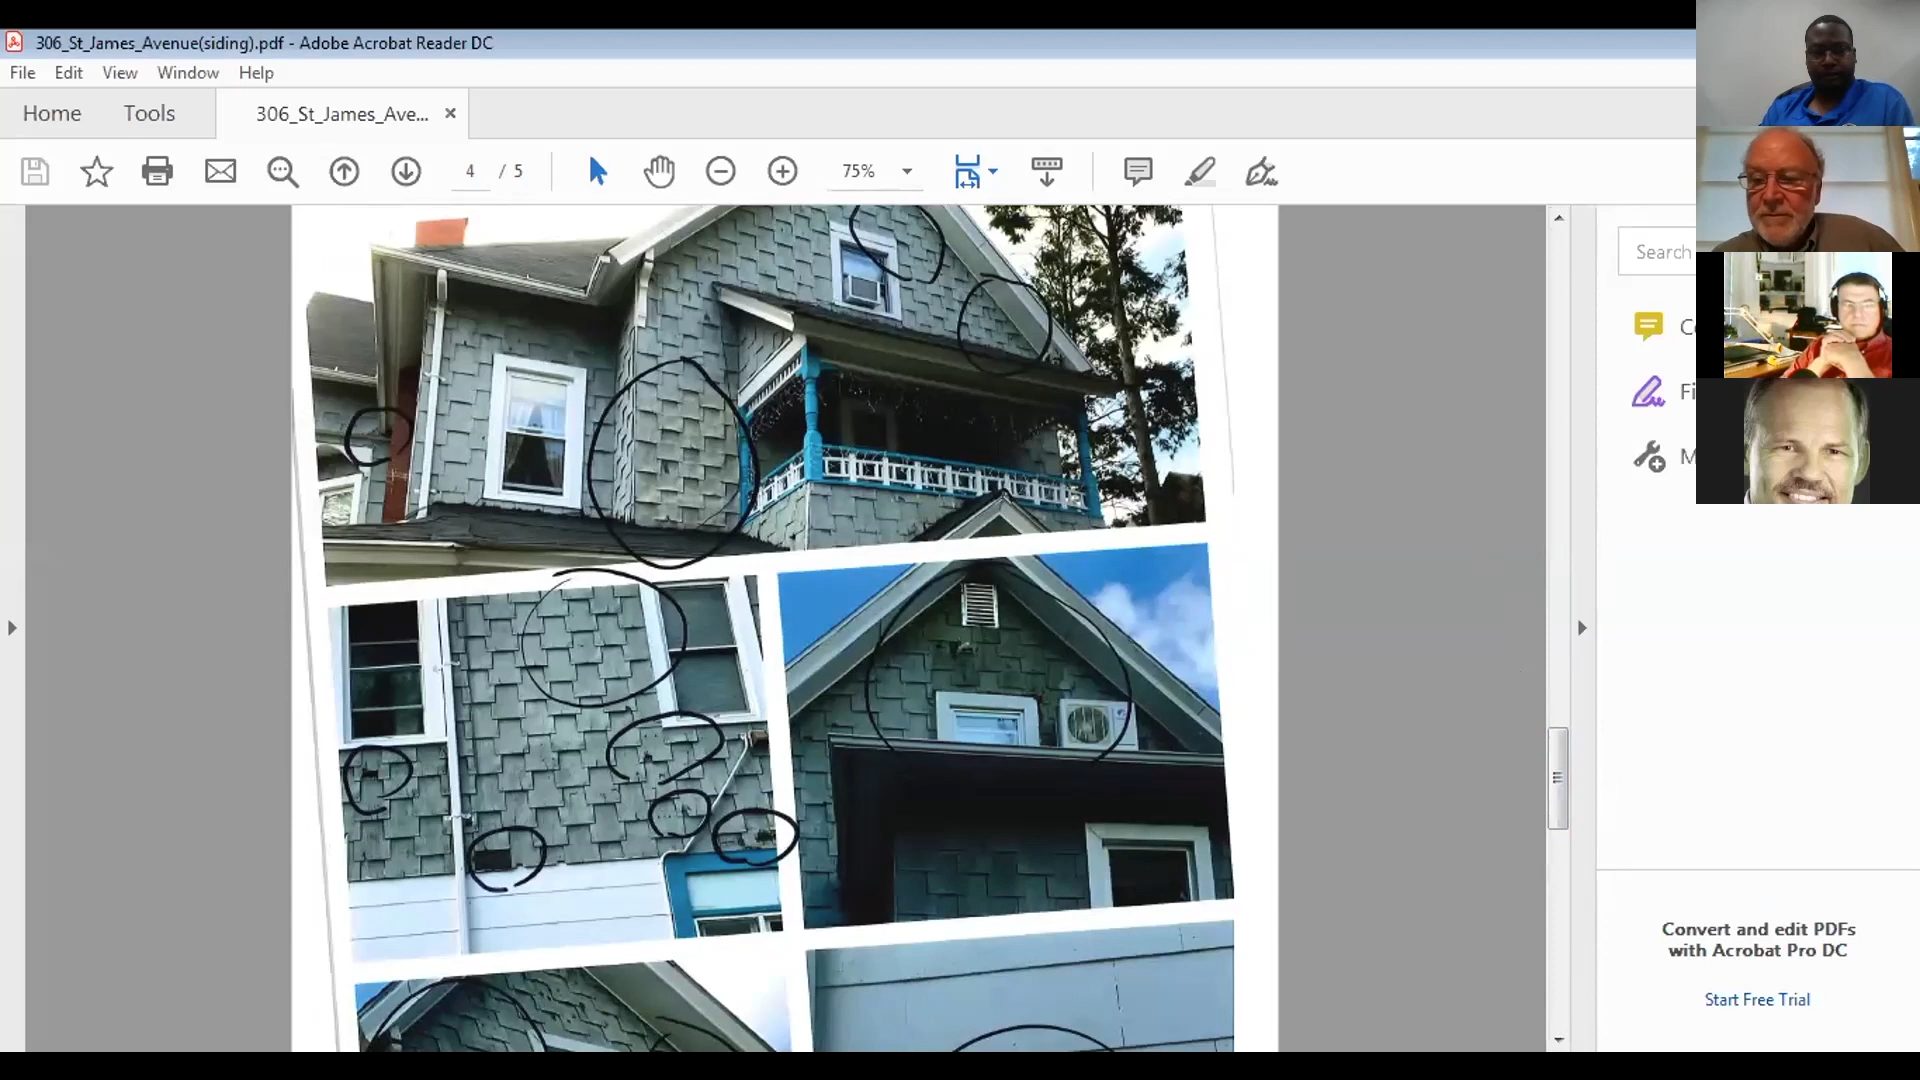 306_St_James_Avenue(siding).pdf - Adobe Acrobat Reader DC
File Edit View Window Help
Home Tools 306_St_James_Ave...
4 / 5 75%
Search
Convert and edit PDFs
with Acrobat Pro DC
Start Free Trial